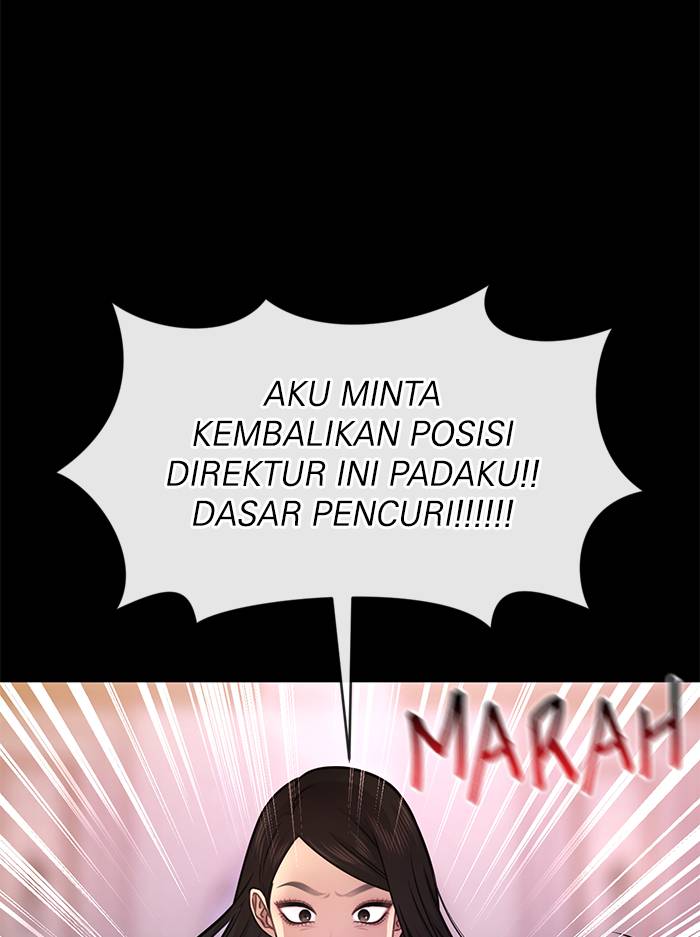 AKU MINTA
KEMBALIKAN POSISI
DIREKTUR INI PADAKU!!
DASAR PENCURI!!!!!!
MARAH